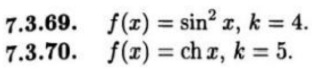 7.3.69. f(x) = sin² x, k = 4.
7.3.70. f(x) = ch x, k = 5.